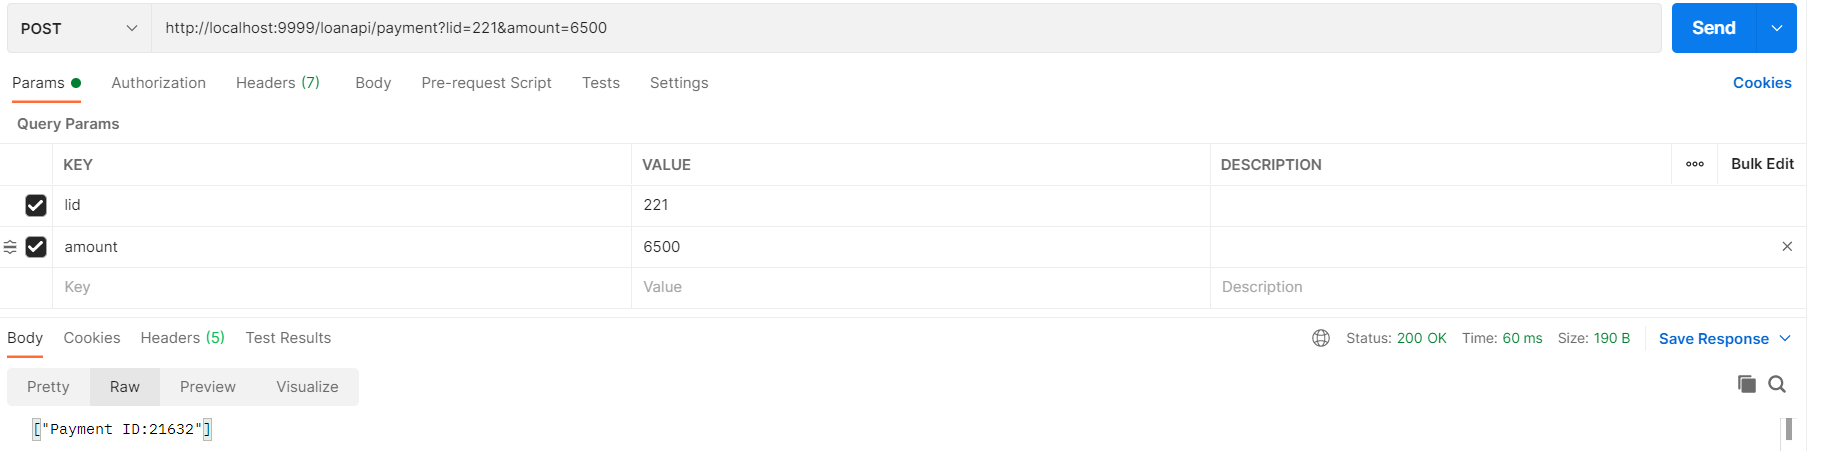 POST http://localhost:9999/loanapi/payment?lid=221&amount=6500 Send
Params Authorization Headers (7) Body Pre-request Script Tests Settings Cookies
Query Params
KEY VALUE DESCRIPTION Bulk Edit
lid 221
amount 6500
Key Value Description
Body Cookies Headers (5) Test Results Status: 200 OK Time: 60 ms Size: 190 B Save Response
Pretty Raw Preview Visualize
["Payment ID:21632"]